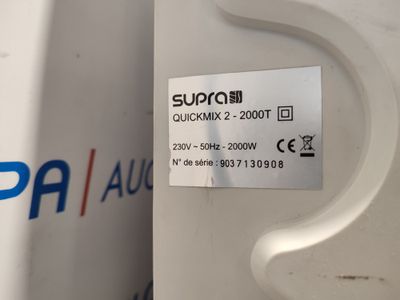 supra
QUICKMIX 2 - 2000T
230V ~ 50Hz - 2000W
CE
N° de série : 9037130908
PA | AUC